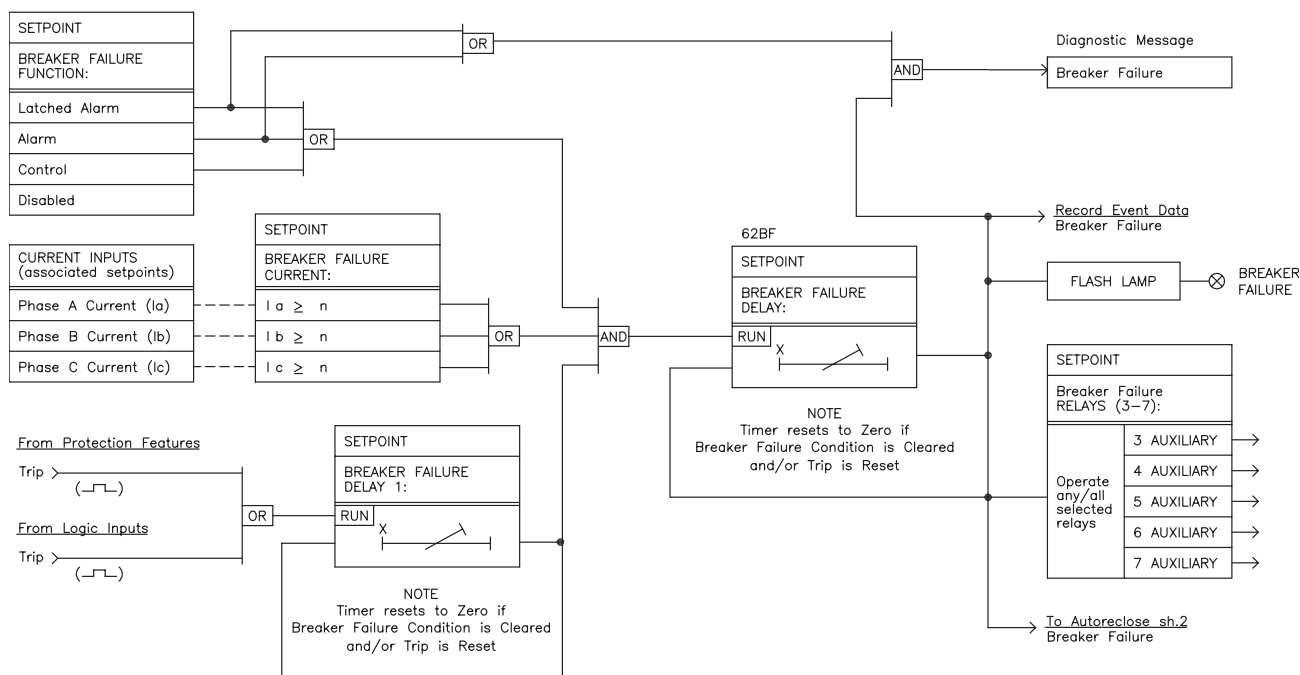 SETPOINT
BREAKER FAILURE
FUNCTION:
Latched Alarm
Alarm
Control
Disabled
OR
OR
AND
Diagnostic Message
Breaker Failure
CURRENT INPUTS
(associated setpoints)
Phase A Current (Ia)
Phase B Current (Ib)
Phase C Current (Ic)
SETPOINT
BREAKER FAILURE
CURRENT:
I a ≥ n
I b ≥ n
I c ≥ n
OR
AND
62BF
SETPOINT
BREAKER FAILURE
DELAY:
RUN
X
NOTE
Timer resets to Zero if
Breaker Failure Condition is Cleared
and/or Trip is Reset
Record Event Data
Breaker Failure
FLASH LAMP
BREAKER
FAILURE
SETPOINT
Breaker Failure
RELAYS (3-7):
Operate
any/all
selected
relays
3 AUXILIARY
4 AUXILIARY
5 AUXILIARY
6 AUXILIARY
7 AUXILIARY
To Autoreclose sh.2
Breaker Failure
From Protection Features
Trip
From Logic Inputs
Trip
OR
SETPOINT
BREAKER FAILURE
DELAY 1:
RUN
X
NOTE
Timer resets to Zero if
Breaker Failure Condition is Cleared
and/or Trip is Reset